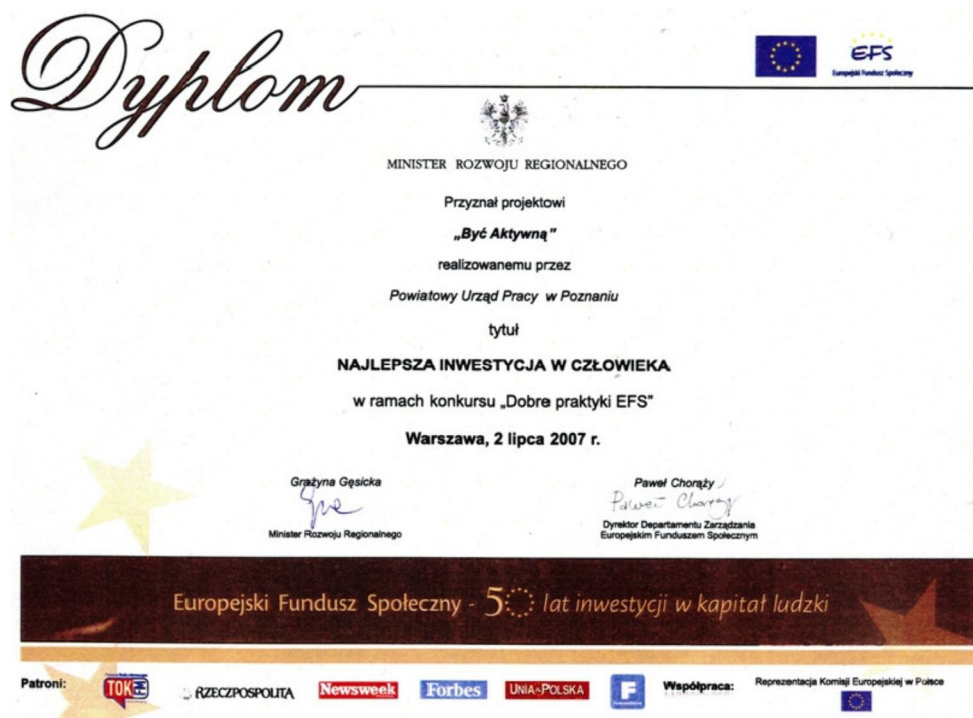 Dyplom
EFS
Europejski Fundusz Społeczny
MINISTER ROZWOJU REGIONALNEGO
Przyznał projektowi
„Być Aktywną”
realizowanemu przez
Powiatowy Urząd Pracy w Poznaniu
tytuł
NAJLEPSZA INWESTYCJA W CZŁOWIEKA
w ramach konkursu „Dobre praktyki EFS”
Warszawa, 2 lipca 2007 r.
Grażyna Gęsicka
Minister Rozwoju Regionalnego
Paweł Chorąży
Paweł Chorąży
Dyrektor Departamentu Zarządzania
Europejskim Funduszem Społecznym
Europejski Fundusz Społeczny - 50 lat inwestycji w kapitał ludzki
Patroni:
TOK FM
RZECZPOSPOLITA
Newsweek
Forbes
UNIA-POLSKA
F
Współpraca:
Reprezentacja Komisji Europejskiej w Polsce